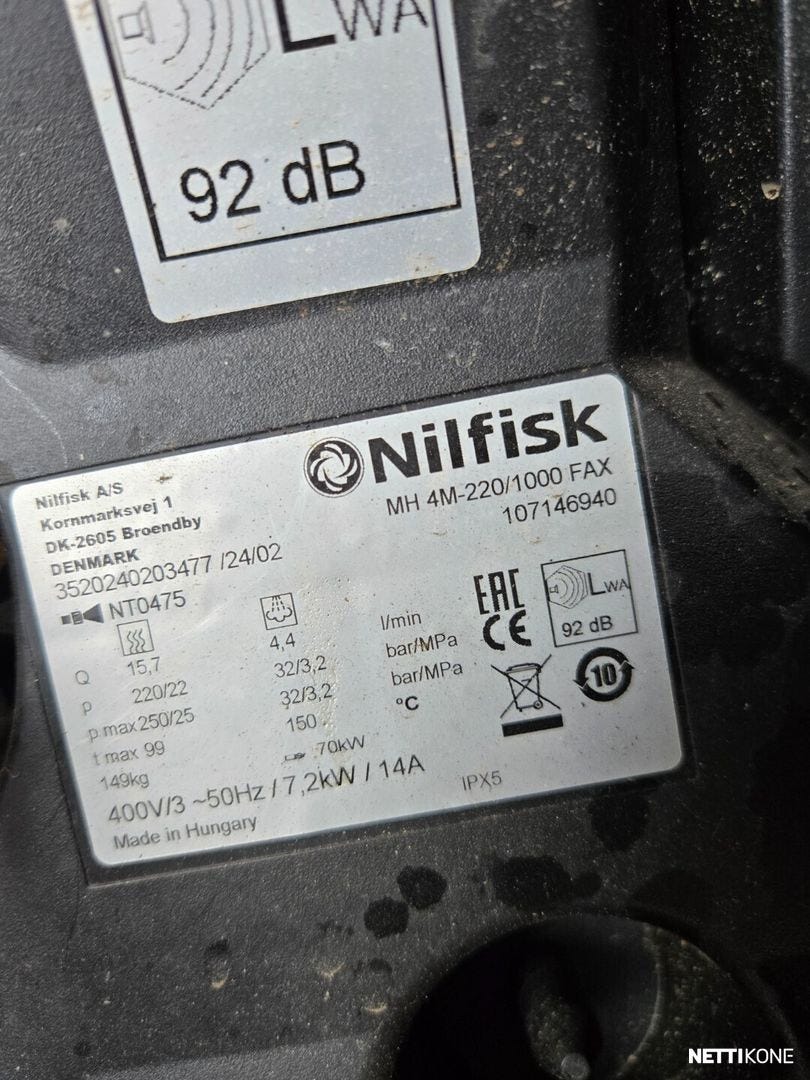 LWA
92 dB
Nilfisk
MH 4M-220/1000 FAX
107146940
Nilfisk A/S
Kornmarksvej 1
DK-2605 Broendby
DENMARK
3520240203477 /24/02
NT0475
Q 15,7 4,4 l/min
p 220/22 32/3,2 bar/MPa
p max 250/25 32/3,2 bar/MPa
t max 99 150 °C
149kg 70kW
400V/3 ~50Hz / 7,2kW / 14A
IPX5
Made in Hungary
EAC
CE
LWA
92 dB
10
NETTIKONE